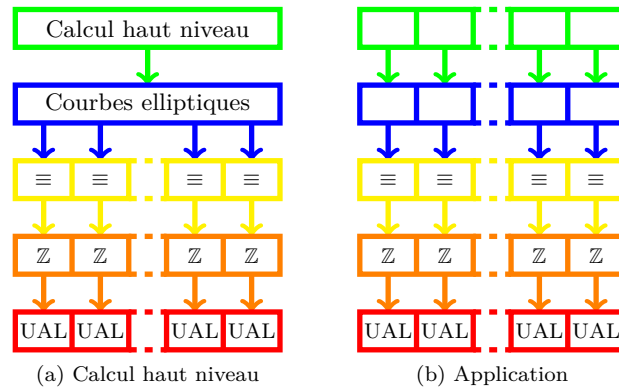 Calcul haut niveau
Courbes elliptiques
≡ ≡ ≡ ≡ ≡ ≡ ≡ ≡
ℤ ℤ ℤ ℤ ℤ ℤ ℤ ℤ
UAL UAL UAL UAL UAL UAL UAL UAL
(a) Calcul haut niveau (b) Application